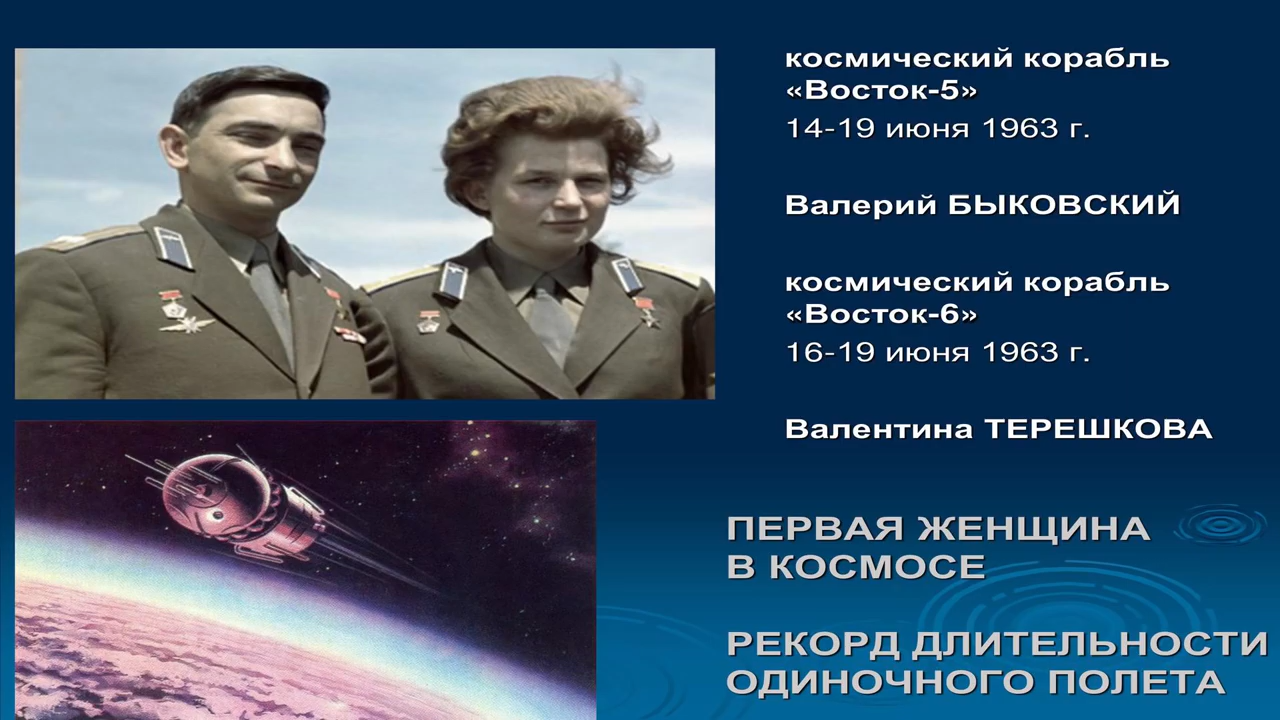 космический корабль
«Восток-5»
14-19 июня 1963 г.
Валерий БЫКОВСКИЙ
космический корабль
«Восток-6»
16-19 июня 1963 г.
Валентина ТЕРЕШКОВА
ПЕРВАЯ ЖЕНЩИНА
В КОСМОСЕ
РЕКОРД ДЛИТЕЛЬНОСТИ
ОДИНОЧНОГО ПОЛЕТА